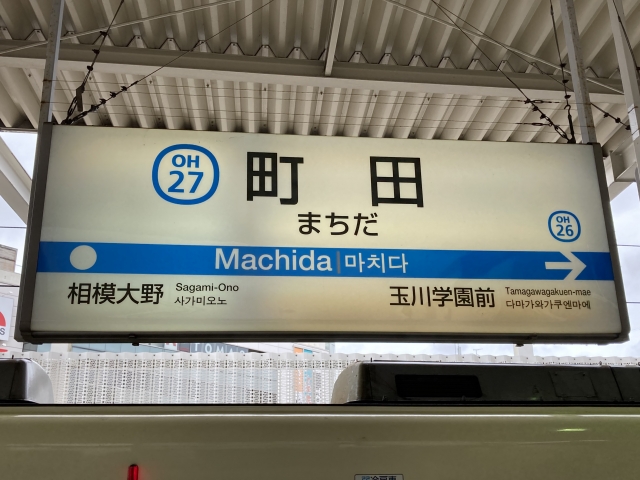 OH
27
町田
まちだ
OH
26
Machida | 마치다
相模大野
Sagami-Ono
사가미오노
玉川学園前
Tamagawagakuen-mae
다마가와가쿠엔마에